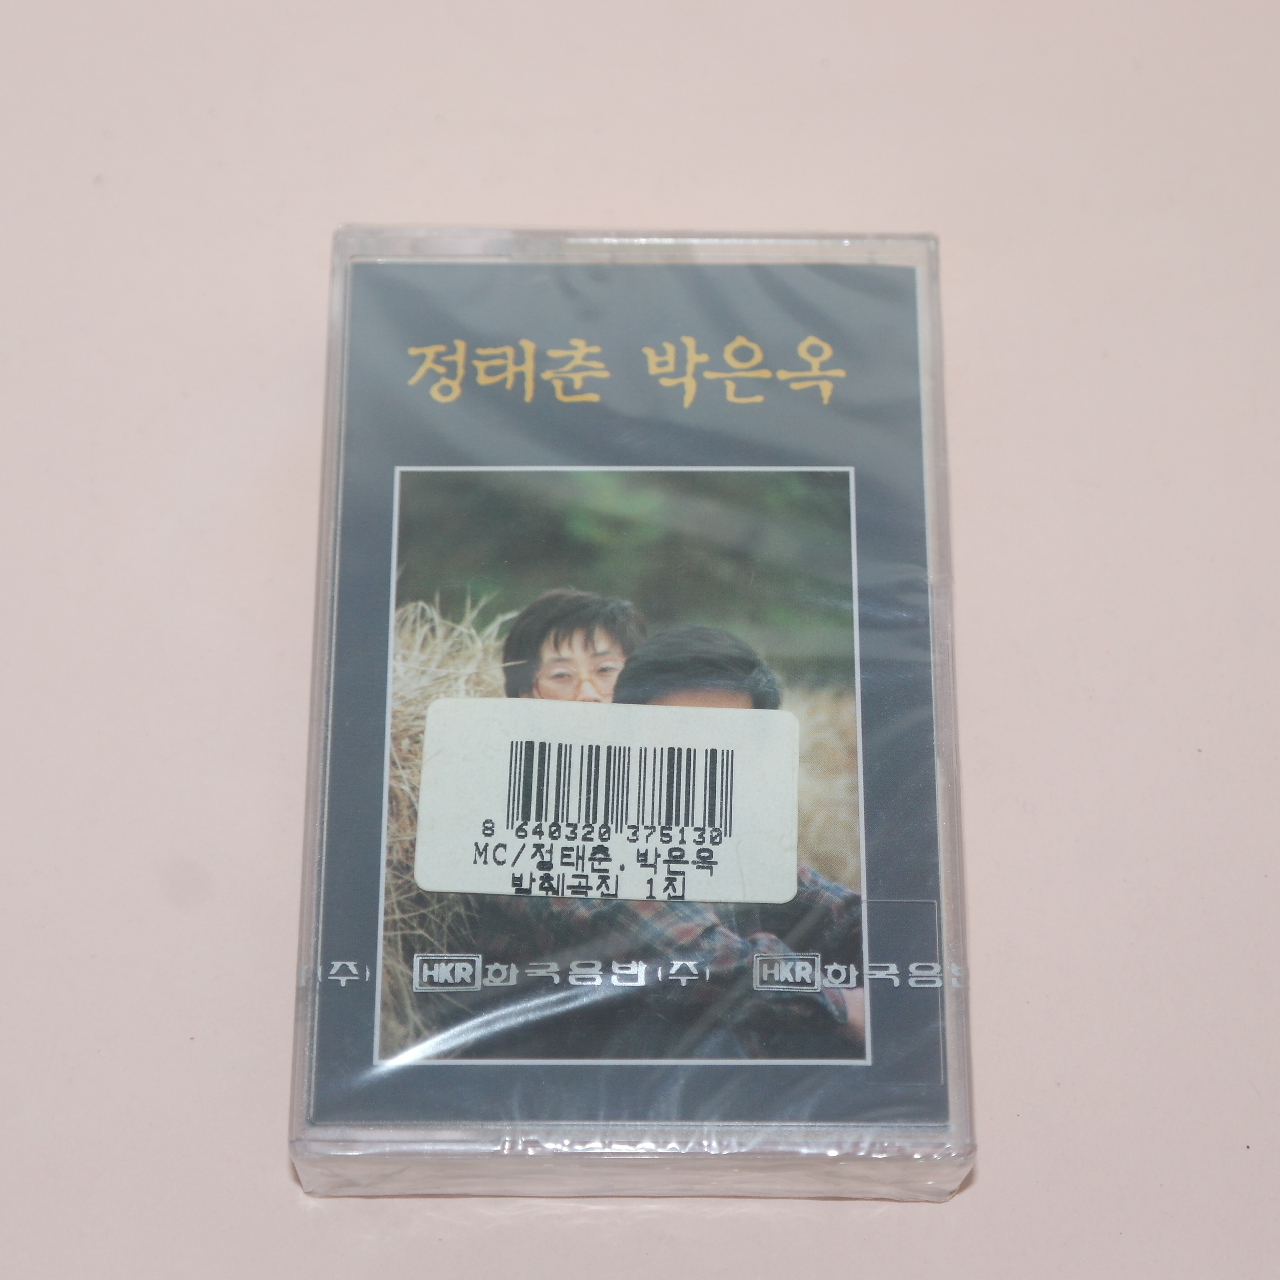 정태춘 박은옥
8 640320 375130
MC/정태춘.박은옥
발췌곡집 1집
(주) HKR 한국음반(주) HKR 한국음반